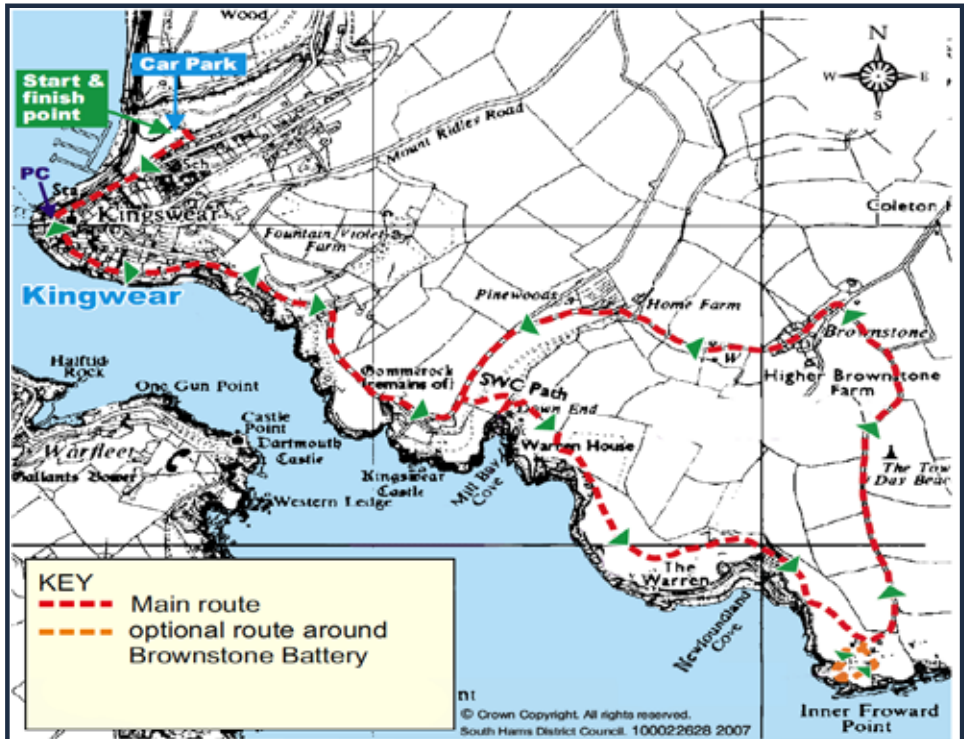 Wood
Car Park
Start &
finish
point
N
W
E
S
Mount Ridley Road
Sch
PC
Sta
Kingswear
Coleton
Fountain Violet
Farm
Kingwear
Pinewoods
Home Farm
Brownstone
W
Halftide
Rock
Gommerock
(remains of)
SWC Path
Higher Brownstone
Farm
One Gun Point
Down End
Castle
Point
Warren House
Dartmouth
Castle
Warfleet
Gallants Bower
Kingswear
Castle
Mill Bay
Cove
The Tow
Day Beac
Western Ledge
The
Warren
KEY
Main route
optional route around
Brownstone Battery
Newfoundland
Cove
Inner Froward
Point
nt
© Crown Copyright. All rights reserved.
South Hams District Council. 100022628 2007